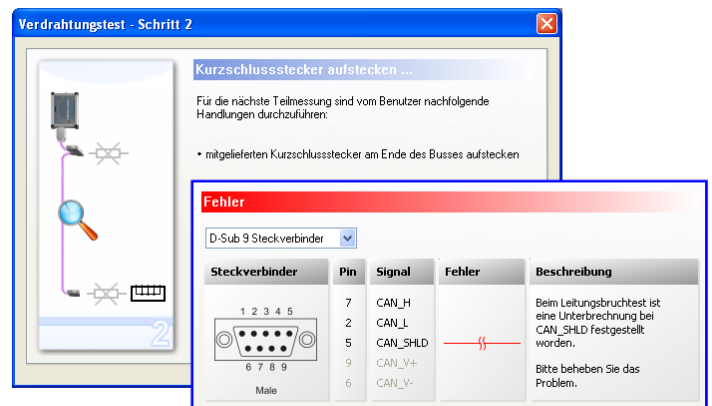 Verdrahtungstest - Schritt 2
Kurzschlussstecker aufstecken ...
Für die nächste Teilmessung sind vom Benutzer nachfolgende
Handlungen durchzuführen:
• mitgelieferten Kurzschlussstecker am Ende des Busses aufstecken
2
Fehler
D-Sub 9 Steckverbinder
Steckverbinder Pin Signal Fehler Beschreibung
1 2 3 4 5
6 7 8 9
Male
7 CAN_H
2 CAN_L
5 CAN_SHLD
9 CAN_V+
6 CAN_V-
Beim Leitungsbruchtest ist
eine Unterbrechnung bei
CAN_SHLD festgestellt
worden.
Bitte beheben Sie das
Problem.